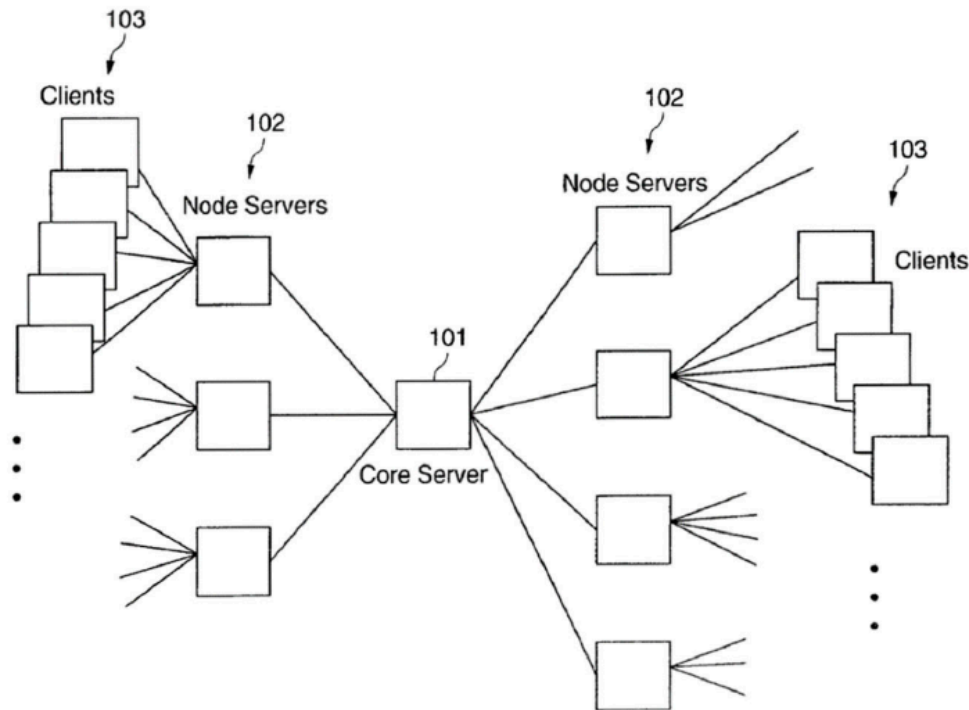 103
Clients
102
Node Servers
102
Node Servers
103
Clients
101
Core Server